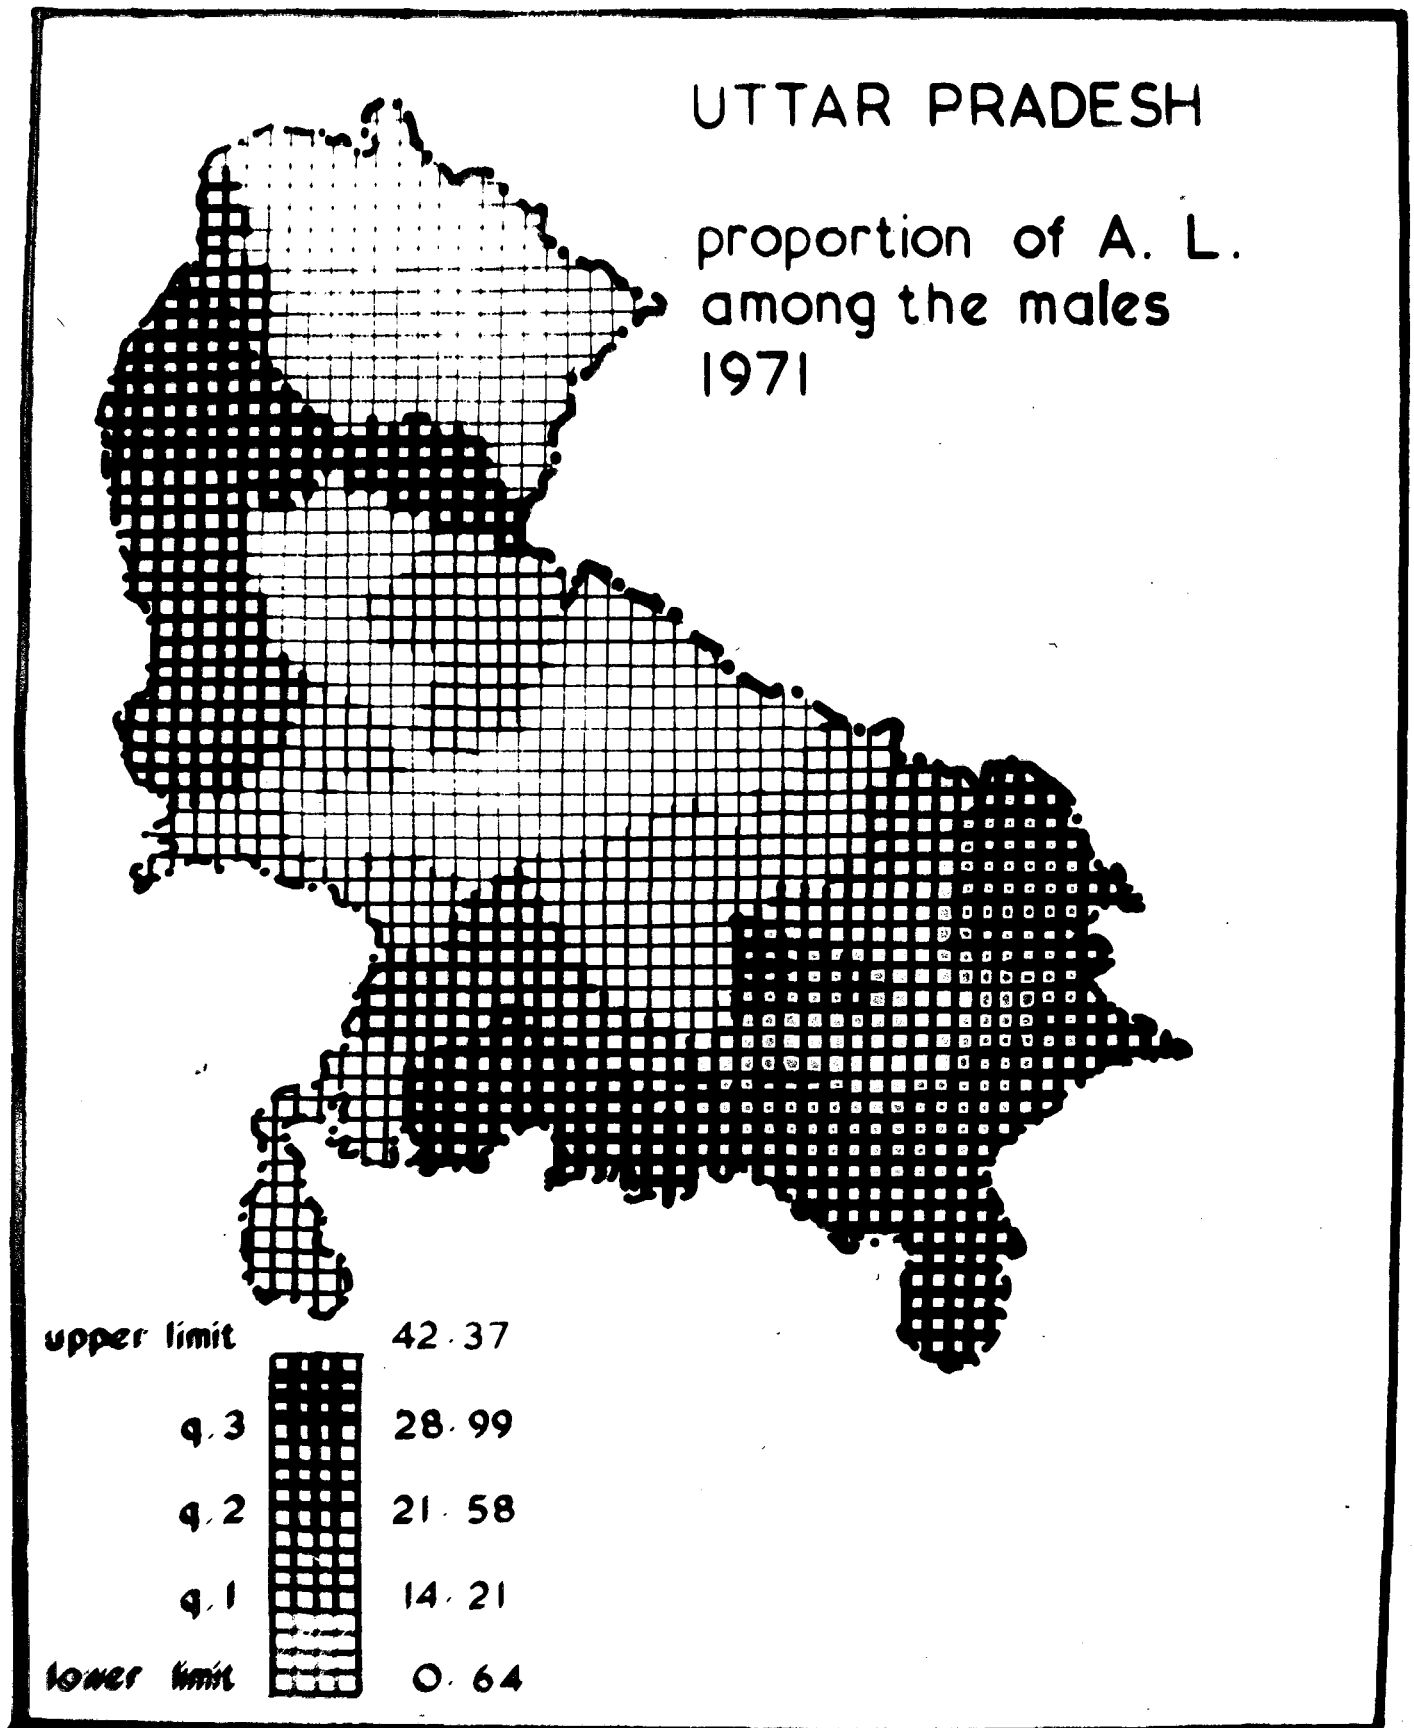 UTTAR PRADESH
proportion of A. L.
among the males
1971
upper limit 42.37
q.3 28.99
q.2 21.58
q.1 14.21
lower limit 0.64